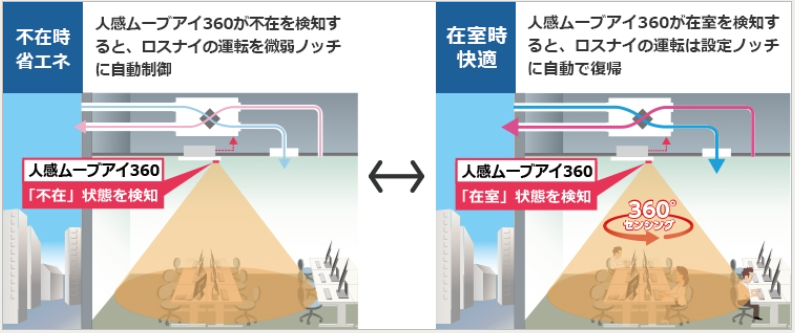 不在時
省エネ
人感ムーブアイ360が不在を検知す
ると、ロスナイの運転を微弱ノッチ
に自動制御
人感ムーブアイ360
「不在」状態を検知
在室時
快適
人感ムーブアイ360が在室を検知す
ると、ロスナイの運転は設定ノッチ
に自動で復帰
人感ムーブアイ360
「在室」状態を検知
360°
センシング